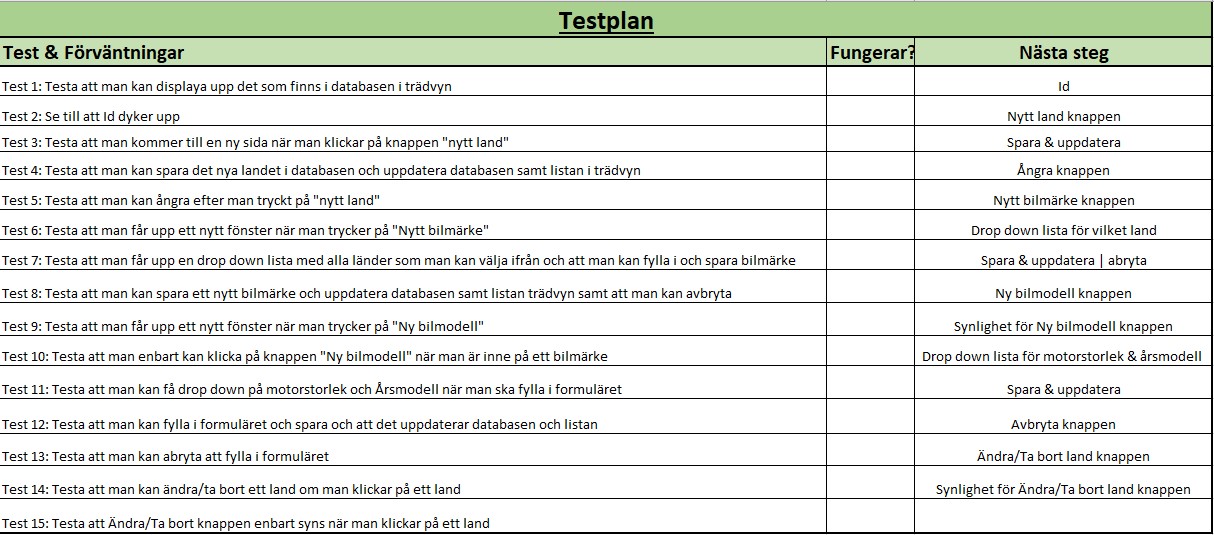 Testplan
Test & Förväntningar Fungerar? Nästa steg
Test 1: Testa att man kan displaya upp det som finns i databasen i trädvyn Id
Test 2: Se till att Id dyker upp Nytt land knappen
Test 3: Testa att man kommer till en ny sida när man klickar på knappen "nytt land" Spara & uppdatera
Test 4: Testa att man kan spara det nya landet i databasen och uppdatera databasen samt listan i trädvyn Ångra knappen
Test 5: Testa att man kan ångra efter man tryckt på "nytt land" Nytt bilmärke knappen
Test 6: Testa att man får upp ett nytt fönster när man trycker på "Nytt bilmärke" Drop down lista för vilket land
Test 7: Testa att man får upp en drop down lista med alla länder som man kan välja ifrån och att man kan fylla i och spara bilmärke Spara & uppdatera | abryta
Test 8: Testa att man kan spara ett nytt bilmärke och uppdatera databasen samt listan trädvyn samt att man kan avbryta Ny bilmodell knappen
Test 9: Testa att man får upp ett nytt fönster när man trycker på "Ny bilmodell" Synlighet för Ny bilmodell knappen
Test 10: Testa att man enbart kan klicka på knappen "Ny bilmodell" när man är inne på ett bilmärke Drop down lista för motorstorlek & årsmodell
Test 11: Testa att man kan få drop down på motorstorlek och Årsmodell när man ska fylla i formuläret Spara & uppdatera
Test 12: Testa att man kan fylla i formuläret och spara och att det uppdaterar databasen och listan Avbryta knappen
Test 13: Testa att man kan abryta att fylla i formuläret Ändra/Ta bort land knappen
Test 14: Testa att man kan ändra/ta bort ett land om man klickar på ett land Synlighet för Ändra/Ta bort land knappen
Test 15: Testa att Ändra/Ta bort knappen enbart syns när man klickar på ett land